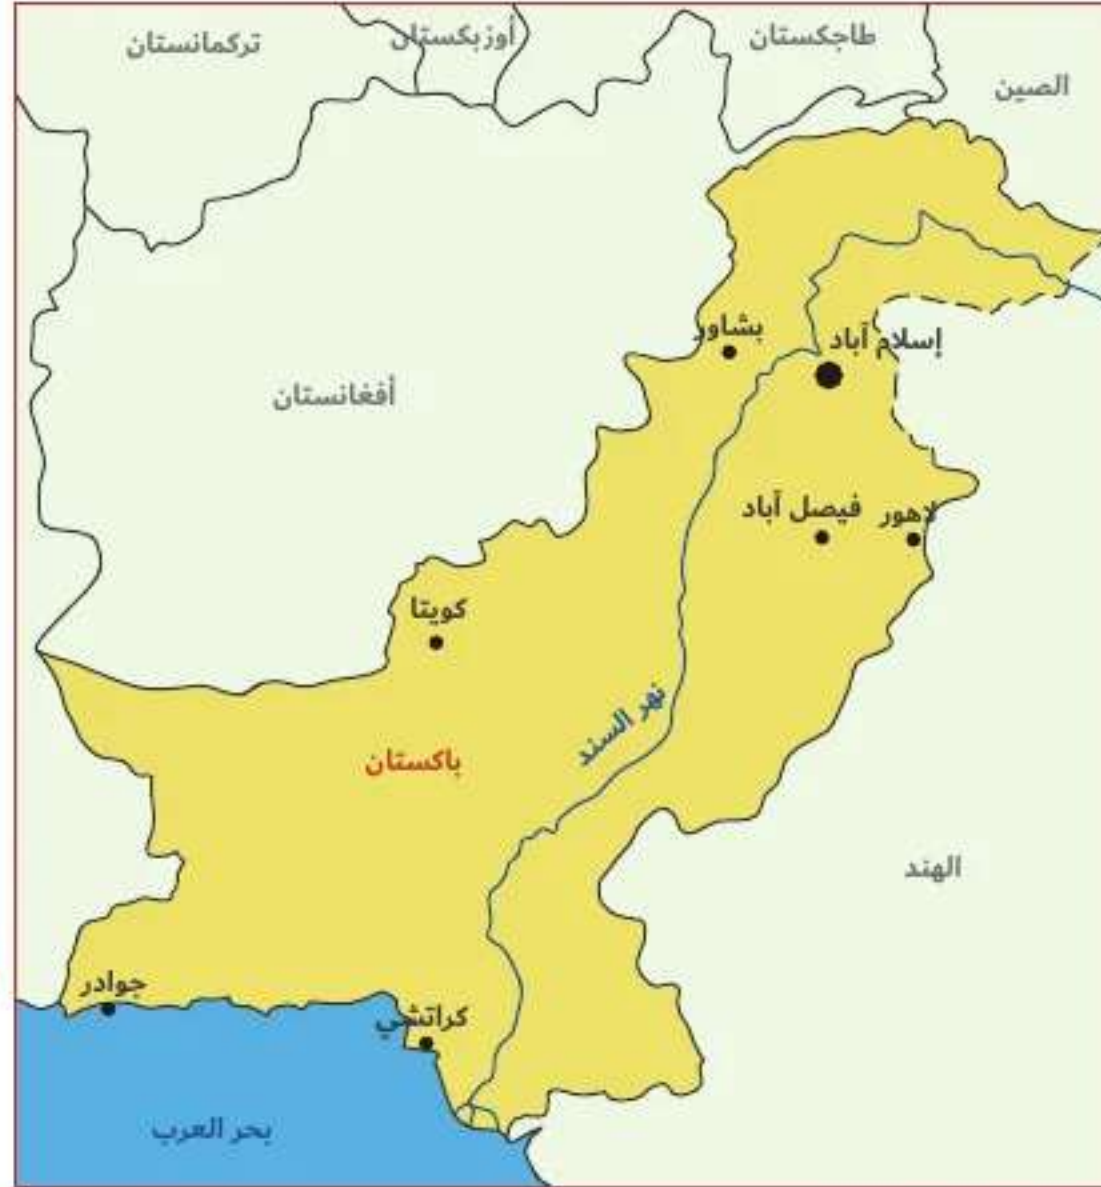 تركمانستان
أوزبكستان
طاجكستان
الصين
بشاور
إسلام آباد
أفغانستان
فيصل آباد
لاهور
كويتا
نهر السند
باكستان
الهند
جوادر
كراتشي
بحر العرب